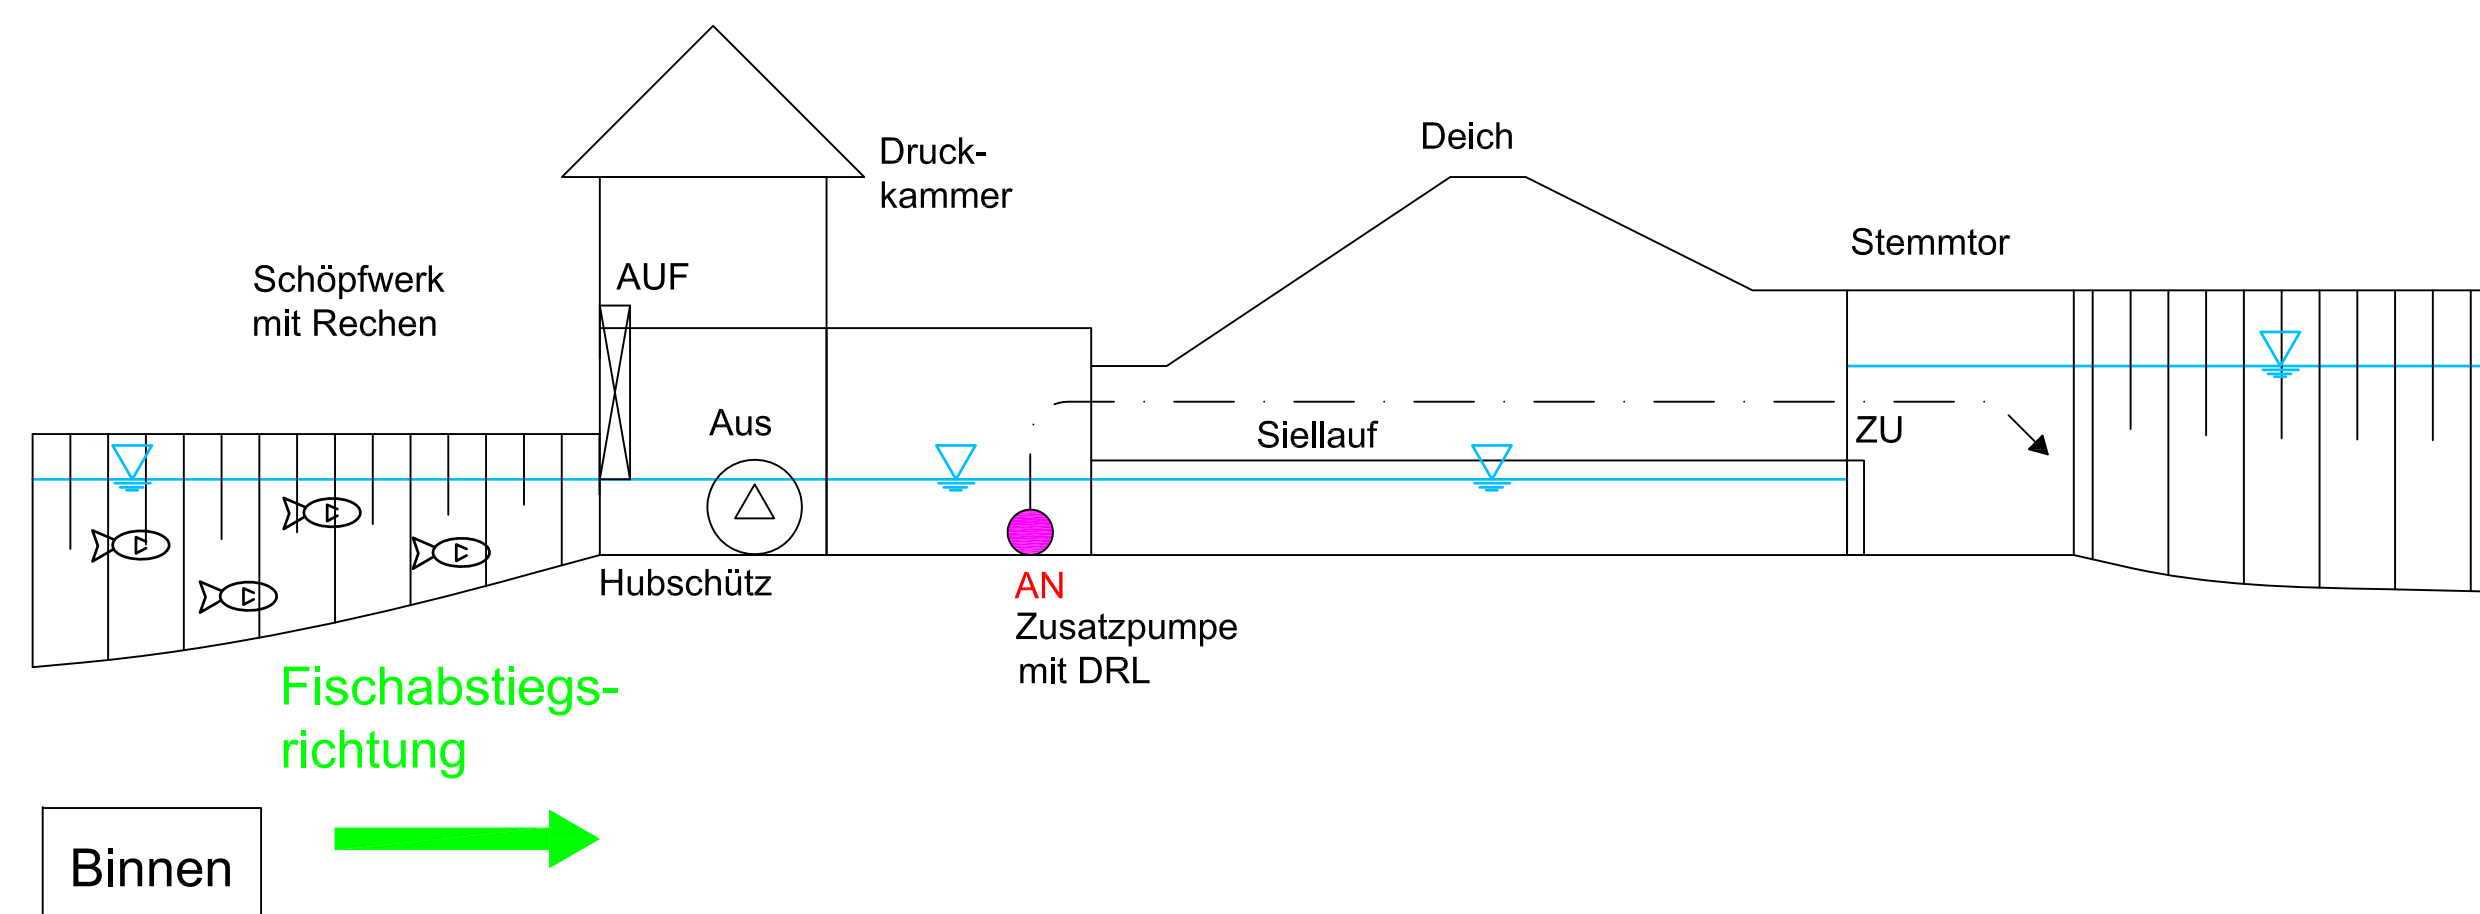 Druck-
kammer
Deich
Stemmtor
Schöpfwerk
mit Rechen
AUF
Aus
Siellauf
ZU
Hubschütz
AN
Zusatzpumpe
mit DRL
Fischabstiegs-
richtung
Binnen